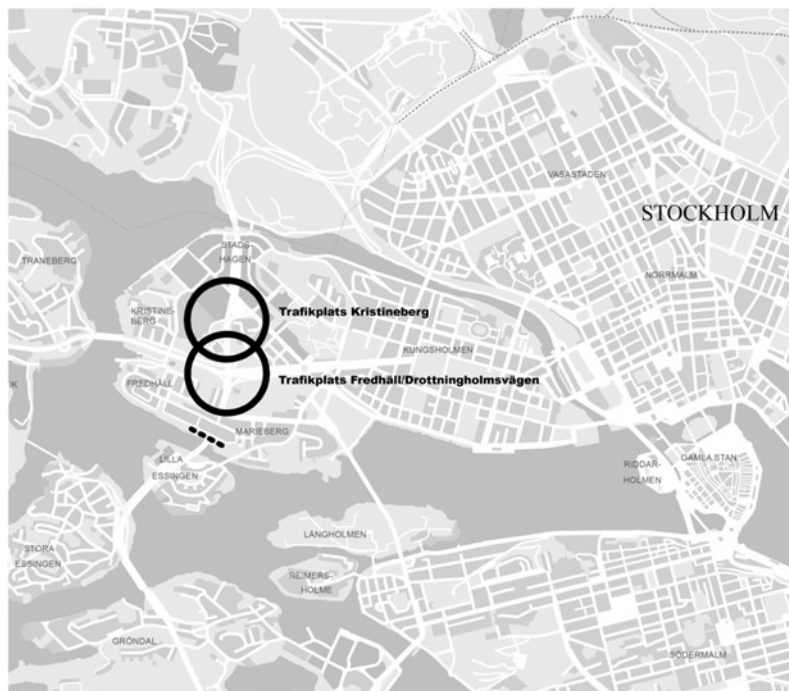 VASASTADEN
STOCKHOLM
STADS
HAGEN
TRANEBERG
NORRMALM
KRISTINE-
BERG
Trafikplats Kristineberg
KUNGSHOLMEN
Trafikplats Fredhäll/Drottningholmsvägen
FREDHÄLL
MARIEBERG
LILLA
ESSINGEN
RIDDAR-
HOLMEN
GAMLA STAN
LÅNGHOLMEN
STORA
ESSINGEN
REIMERS-
HOLME
GRÖNDAL
SÖDERMALM